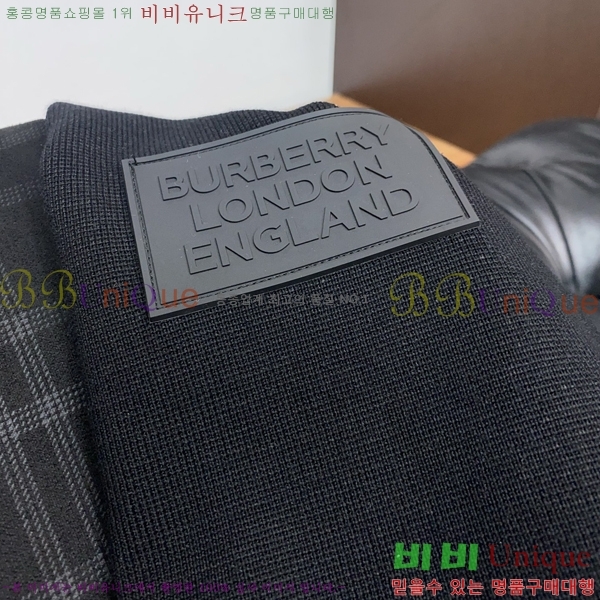 홍콩명품쇼핑몰 1위 비비유니크명품구매대행
BURBERRY
LONDON
ENGLAND
BBUniQue BBUniQue
비비 Unique
믿을수 있는 명품구매대행